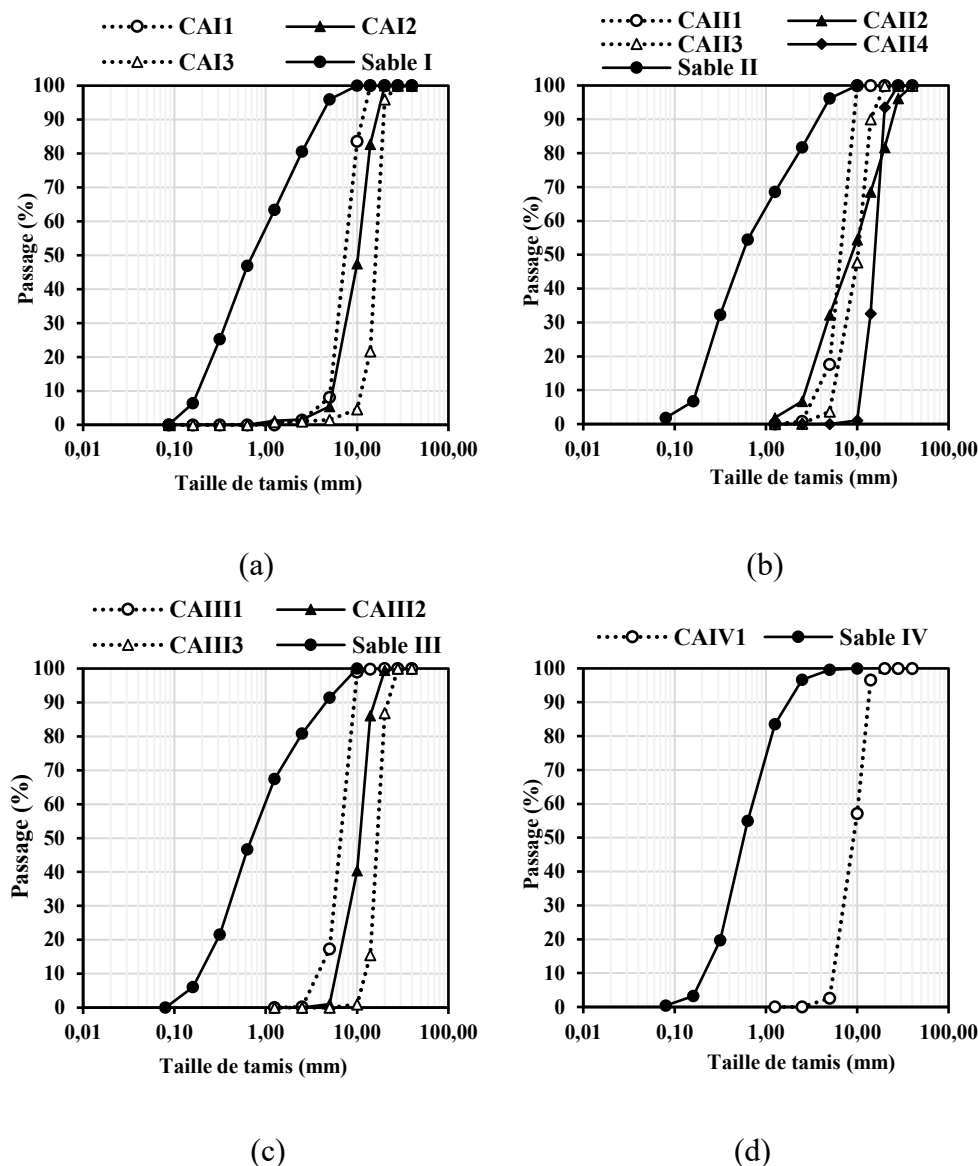 CAI1 CAI2
CAI3 Sable I
100
90
80
70
60
50
40
30
20
10
0
Passage (%)
0,01 0,10 1,00 10,00 100,00
Taille de tamis (mm)
(a)
CAII1 CAII2
CAII3 CAII4
Sable II
100
90
80
70
60
50
40
30
20
10
0
Passage (%)
0,01 0,10 1,00 10,00 100,00
Taille de tamis (mm)
(b)
CAIII1 CAIII2
CAIII3 Sable III
100
90
80
70
60
50
40
30
20
10
0
Passage (%)
0,01 0,10 1,00 10,00 100,00
Taille de tamis (mm)
(c)
CAIV1 Sable IV
100
90
80
70
60
50
40
30
20
10
0
Passage (%)
0,01 0,10 1,00 10,00 100,00
Taille de tamis (mm)
(d)